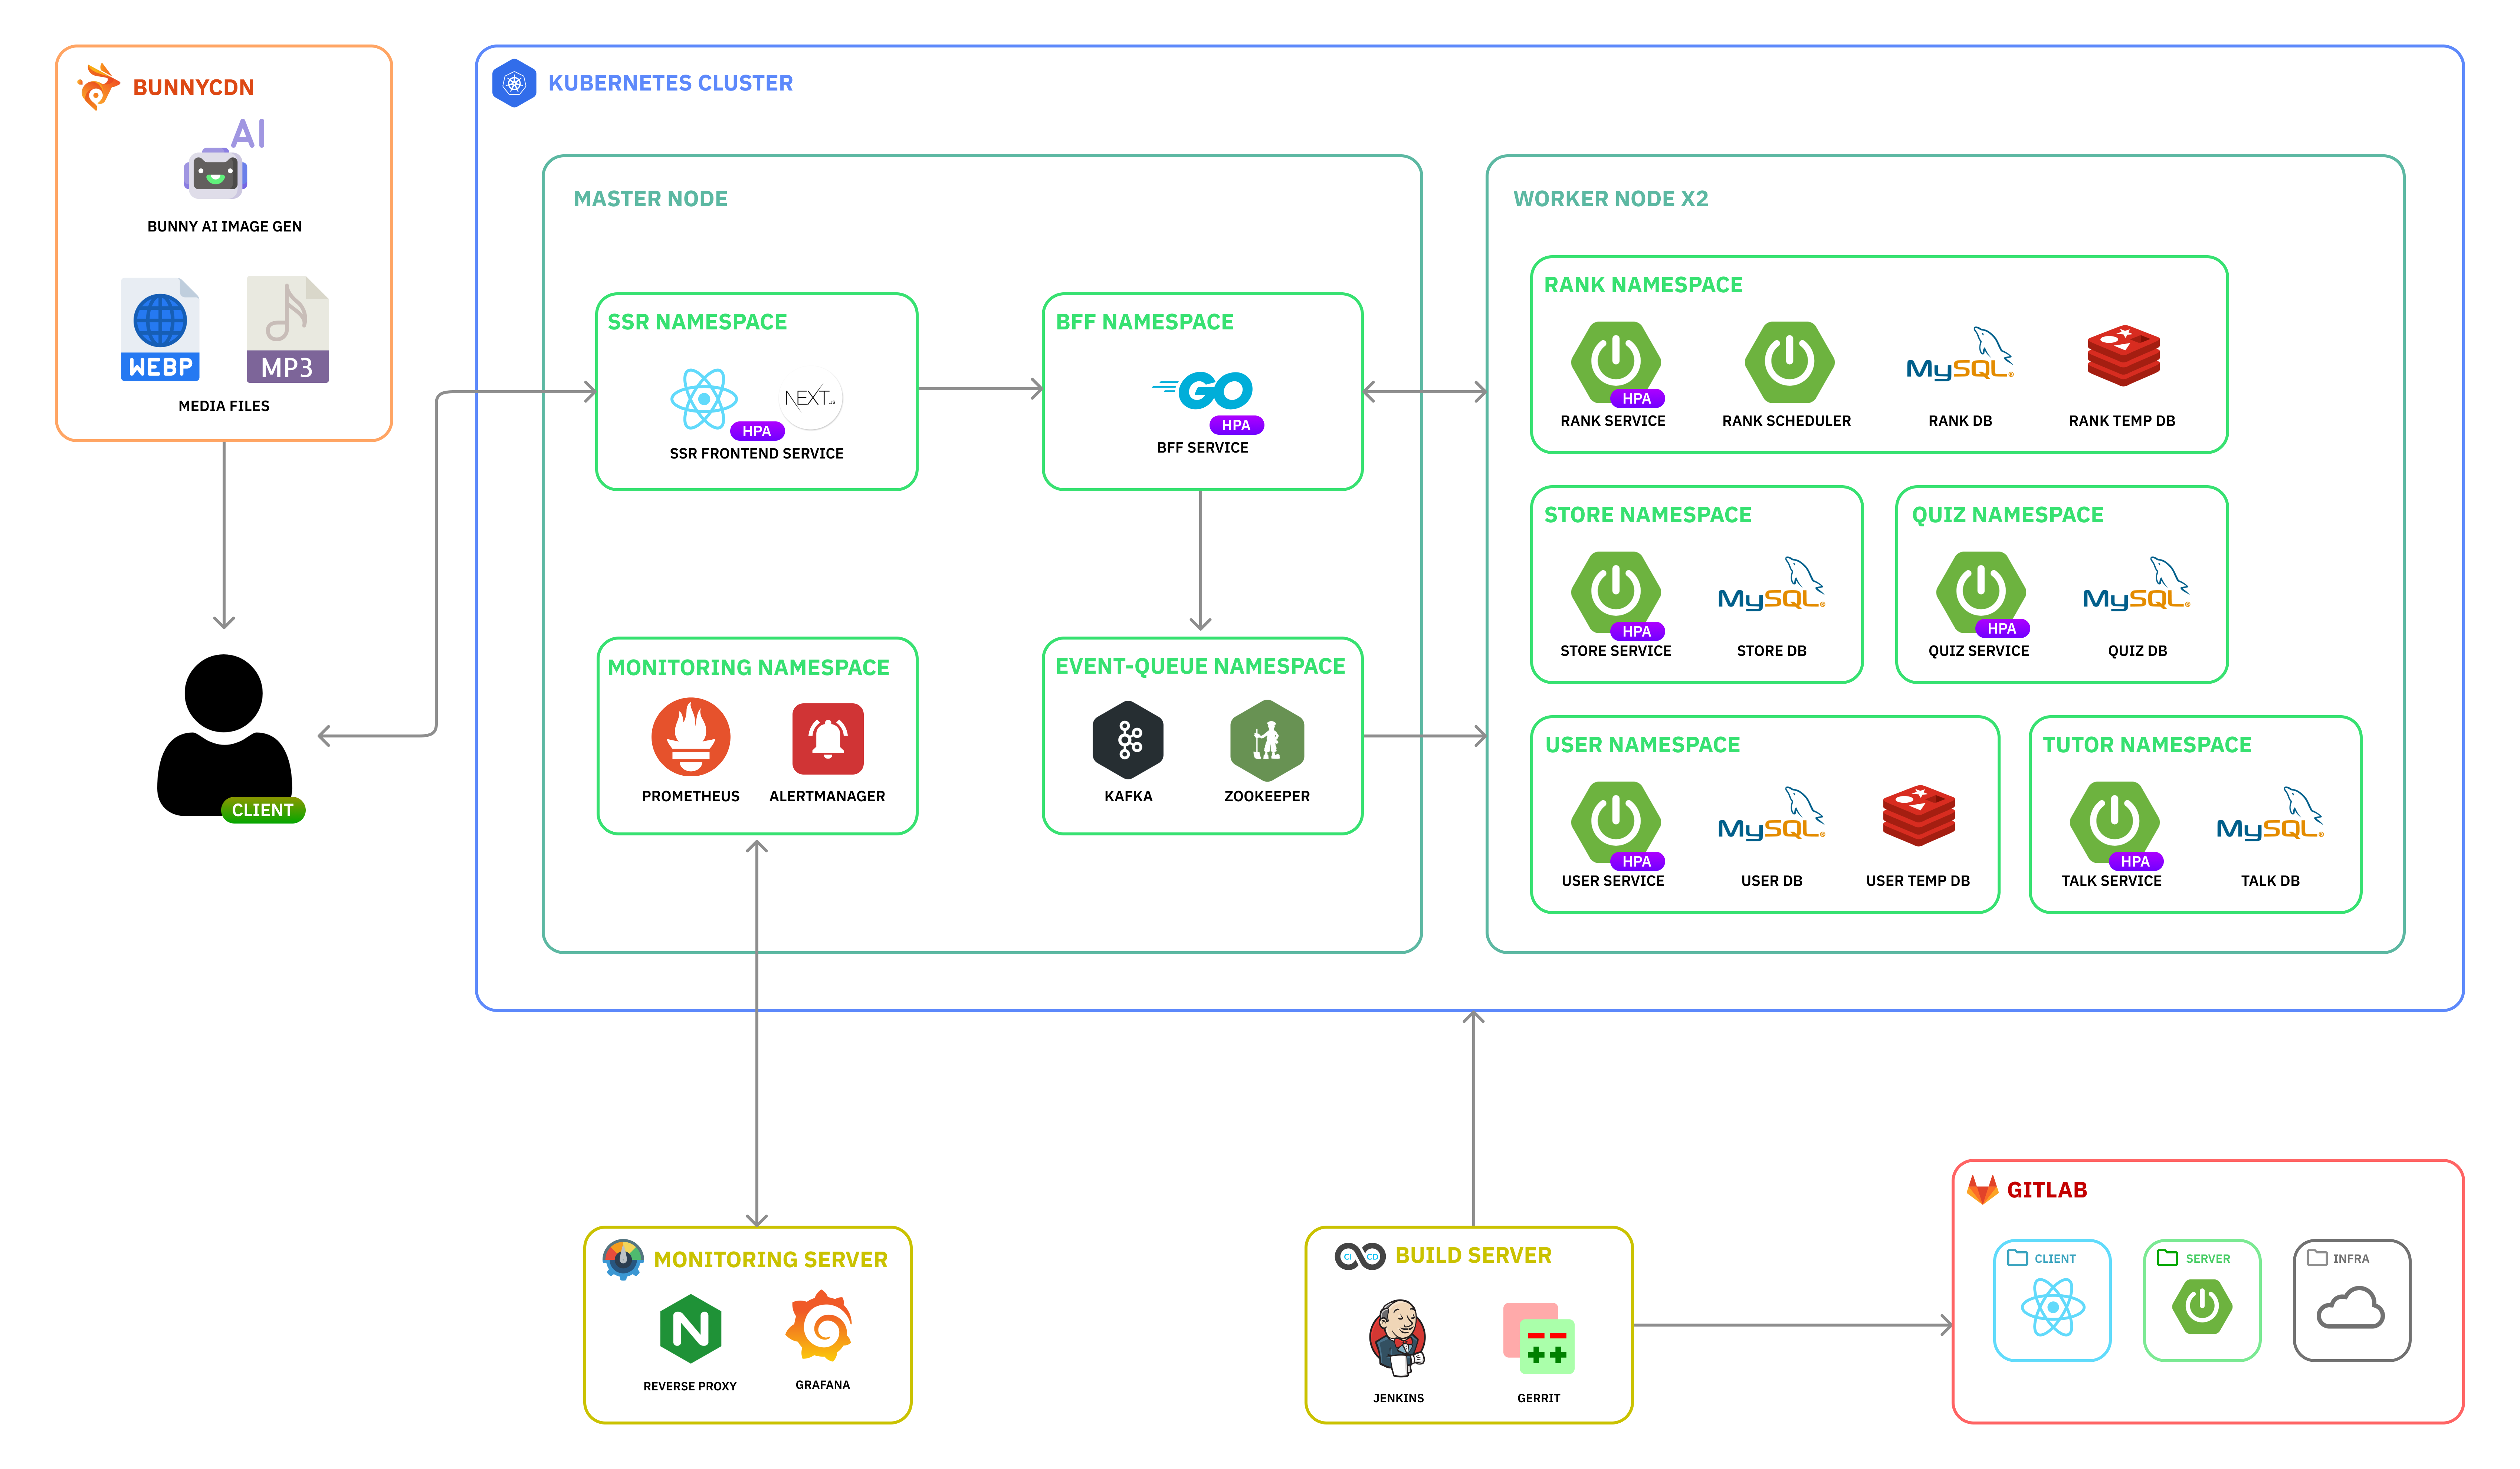 BUNNYCDN
AI
BUNNY AI IMAGE GEN
WEBP
MP3
MEDIA FILES
CLIENT
KUBERNETES CLUSTER
MASTER NODE
SSR NAMESPACE
NEXT.JS
HPA
SSR FRONTEND SERVICE
BFF NAMESPACE
GO
HPA
BFF SERVICE
MONITORING NAMESPACE
PROMETHEUS
ALERTMANAGER
EVENT-QUEUE NAMESPACE
KAFKA
ZOOKEEPER
WORKER NODE X2
RANK NAMESPACE
HPA
MySQL®
RANK SERVICE
RANK SCHEDULER
RANK DB
RANK TEMP DB
STORE NAMESPACE
HPA
MySQL®
STORE SERVICE
STORE DB
QUIZ NAMESPACE
HPA
MySQL®
QUIZ SERVICE
QUIZ DB
USER NAMESPACE
HPA
MySQL®
USER SERVICE
USER DB
USER TEMP DB
TUTOR NAMESPACE
HPA
MySQL®
TALK SERVICE
TALK DB
MONITORING SERVER
N
REVERSE PROXY
GRAFANA
CI CD
BUILD SERVER
JENKINS
GERRIT
GITLAB
CLIENT
SERVER
INFRA